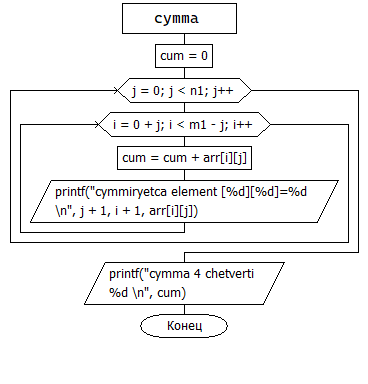 сумма
cum = 0
j = 0; j < n1; j++
i = 0 + j; i < m1 - j; i++
cum = cum + arr[i][j]
printf("cymmiryetca element [%d][%d]=%d
\n", j + 1, i + 1, arr[i][j])
printf("cymma 4 chetverti
%d \n", cum)
Конец